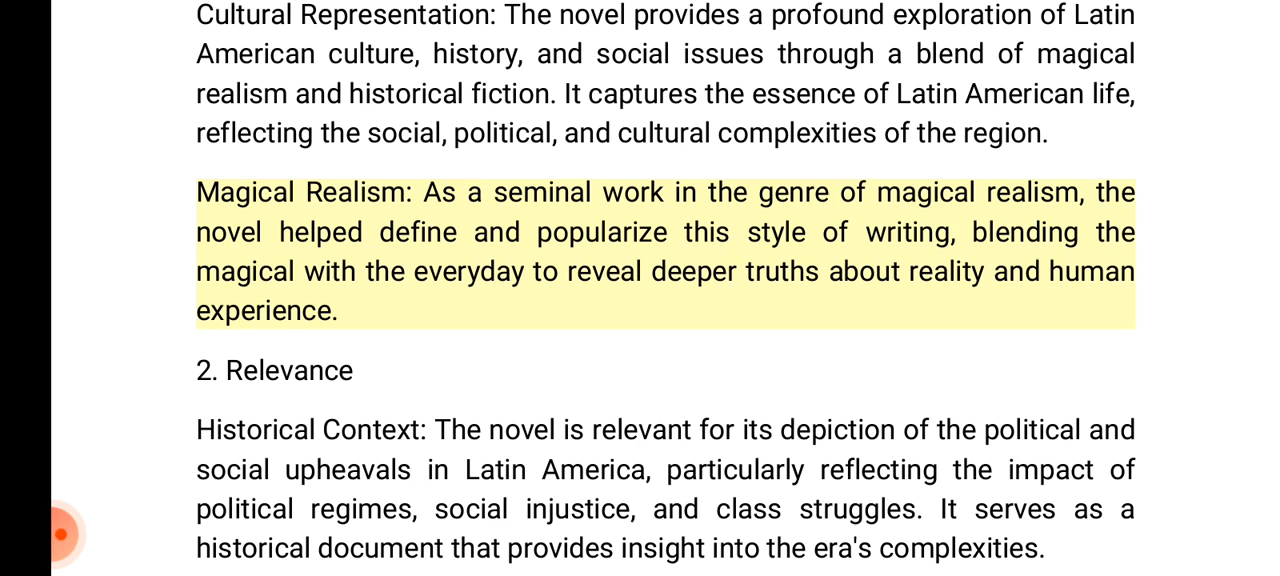 Cultural Representation: The novel provides a profound exploration of Latin
American culture, history, and social issues through a blend of magical
realism and historical fiction. It captures the essence of Latin American life,
reflecting the social, political, and cultural complexities of the region.
Magical Realism: As a seminal work in the genre of magical realism, the
novel helped define and popularize this style of writing, blending the
magical with the everyday to reveal deeper truths about reality and human
experience.
2. Relevance
Historical Context: The novel is relevant for its depiction of the political and
social upheavals in Latin America, particularly reflecting the impact of
political regimes, social injustice, and class struggles. It serves as a
historical document that provides insight into the era's complexities.